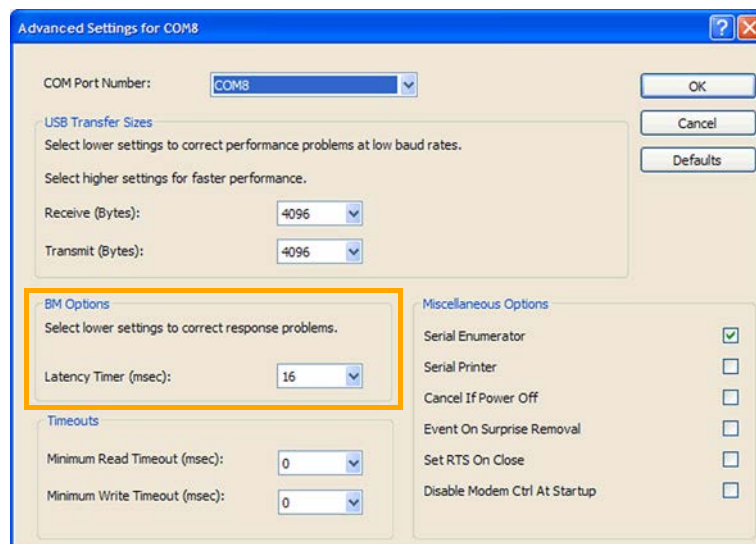 Advanced Settings for COM8
COM Port Number:
COM8
OK
Cancel
Defaults
USB Transfer Sizes
Select lower settings to correct performance problems at low baud rates.
Select higher settings for faster performance.
Receive (Bytes):
4096
Transmit (Bytes):
4096
BM Options
Select lower settings to correct response problems.
Latency Timer (msec):
16
Timeouts
Minimum Read Timeout (msec):
0
Minimum Write Timeout (msec):
0
Miscellaneous Options
Serial Enumerator
Serial Printer
Cancel If Power Off
Event On Surprise Removal
Set RTS On Close
Disable Modem Ctrl At Startup